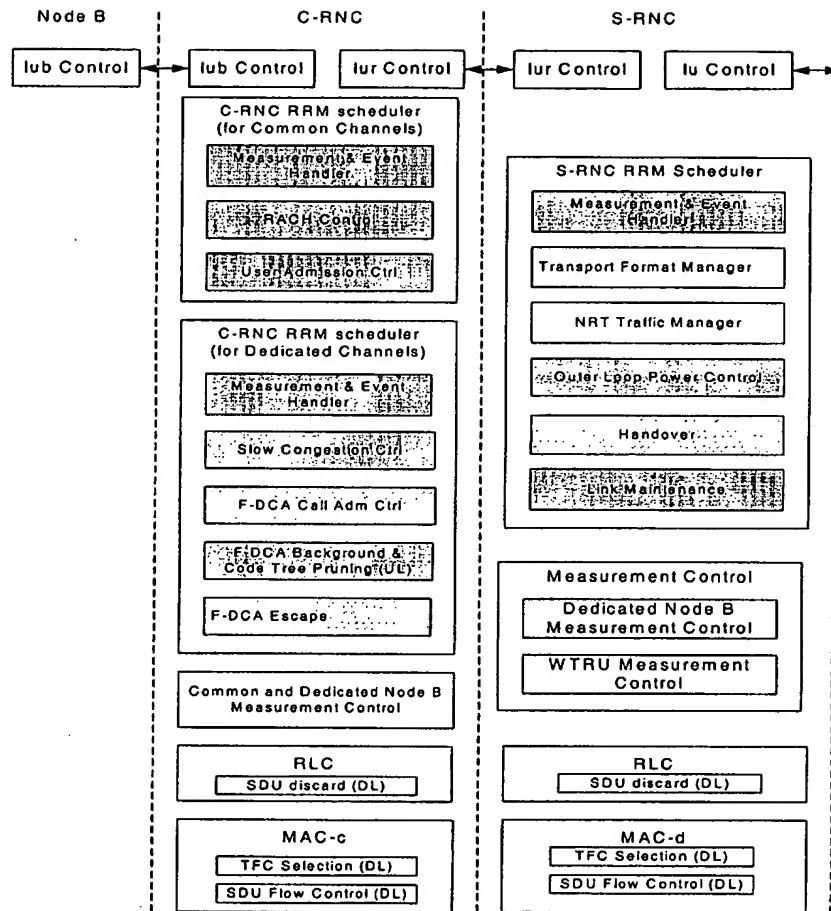 Node B
C-RNC
S-RNC
Iub Control
Iub Control
Iur Control
Iur Control
Iu Control
C-RNC RRM scheduler
(for Common Channels)
Measurement & Event
Handler
RACH Control
User Admission Ctrl
C-RNC RRM scheduler
(for Dedicated Channels)
Measurement & Event
Handler
Slow Congestion Ctrl
F-DCA Call Adm Ctrl
F-DCA Background &
Code Tree Pruning (UL)
F-DCA Escape
Common and Dedicated Node B
Measurement Control
RLC
SDU discard (DL)
MAC-c
TFC Selection (DL)
SDU Flow Control (DL)
S-RNC RRM Scheduler
Measurement & Event
Handler
Transport Format Manager
NRT Traffic Manager
Outer Loop Power Control
Handover
Link Maintenance
Measurement Control
Dedicated Node B
Measurement Control
WTRU Measurement
Control
RLC
SDU discard (DL)
MAC-d
TFC Selection (DL)
SDU Flow Control (DL)